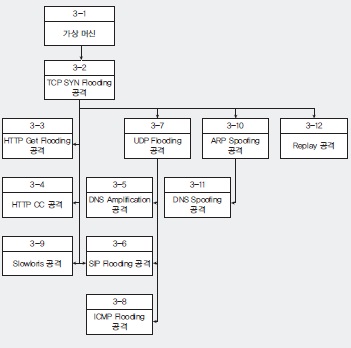 3-1
가상 머신
3-2
TCP SYN Flooding
공격
3-3
HTTP Get Flooding
공격
3-7
UDP Flooding
공격
3-10
ARP Spoofing
공격
3-12
Replay 공격
3-4
HTTP CC 공격
3-5
DNS Amplification
공격
3-11
DNS Spoofing
공격
3-9
Slowloris 공격
3-6
SIP Flooding 공격
3-8
ICMP Flooding
공격